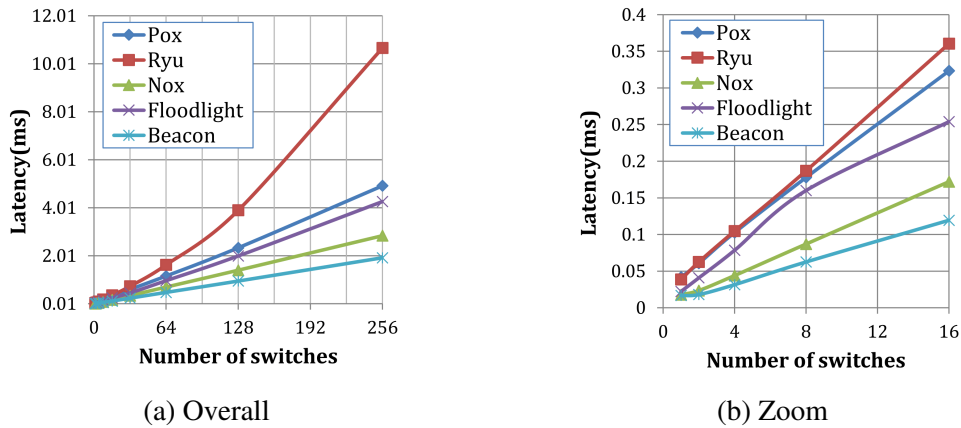 12.01
10.01
8.01
6.01
4.01
2.01
0.01
Latency(ms)
Pox
Ryu
Nox
Floodlight
Beacon
0 64 128 192 256
Number of switches
(a) Overall
0.4
0.35
0.3
0.25
0.2
0.15
0.1
0.05
0
Latency(ms)
Pox
Ryu
Nox
Floodlight
Beacon
0 4 8 12 16
Number of switches
(b) Zoom